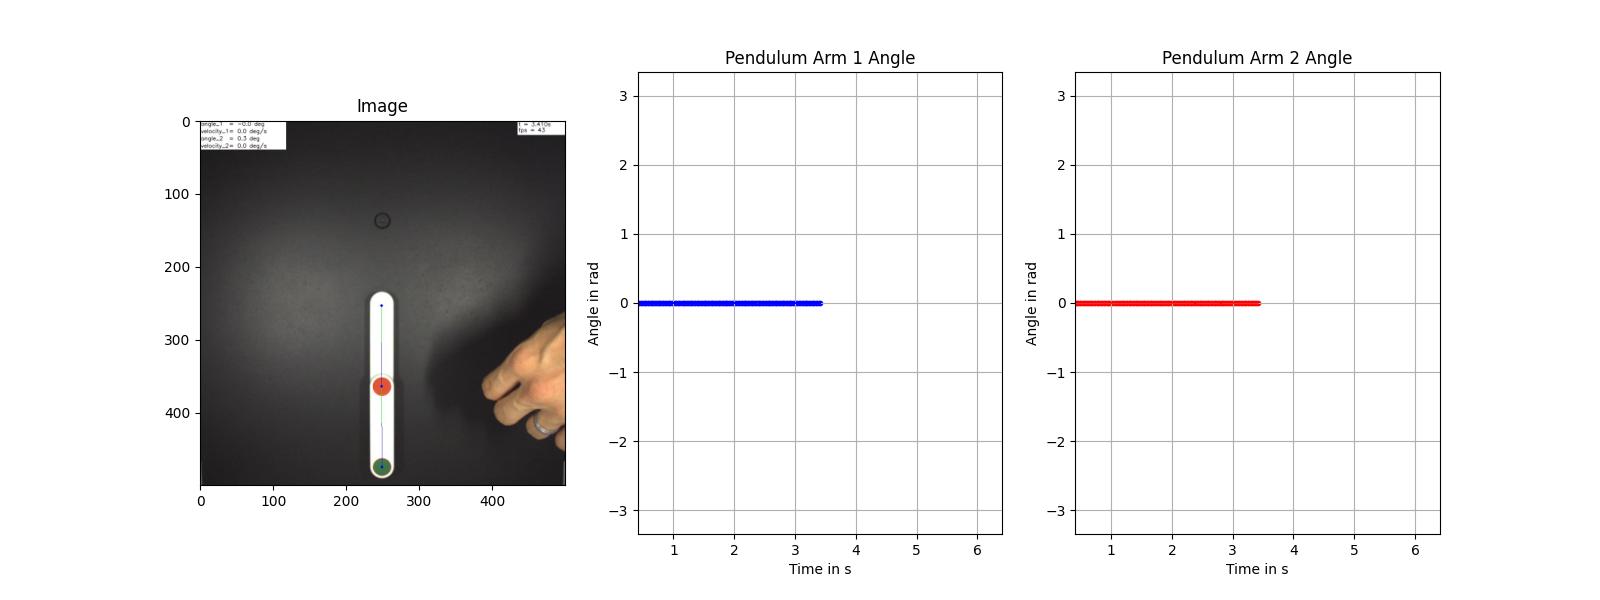 Image
angle_1 = -0.0 deg
velocity_1= 0.0 deg/s
angle_2 = 0.3 deg
velocity_2= 0.0 deg/s
t = 3.410s
fps = 43
0
100
200
300
400
0 100 200 300 400
Pendulum Arm 1 Angle
Angle in rad
3
2
1
0
−1
−2
−3
1 2 3 4 5 6
Time in s
Pendulum Arm 2 Angle
Angle in rad
3
2
1
0
−1
−2
−3
1 2 3 4 5 6
Time in s